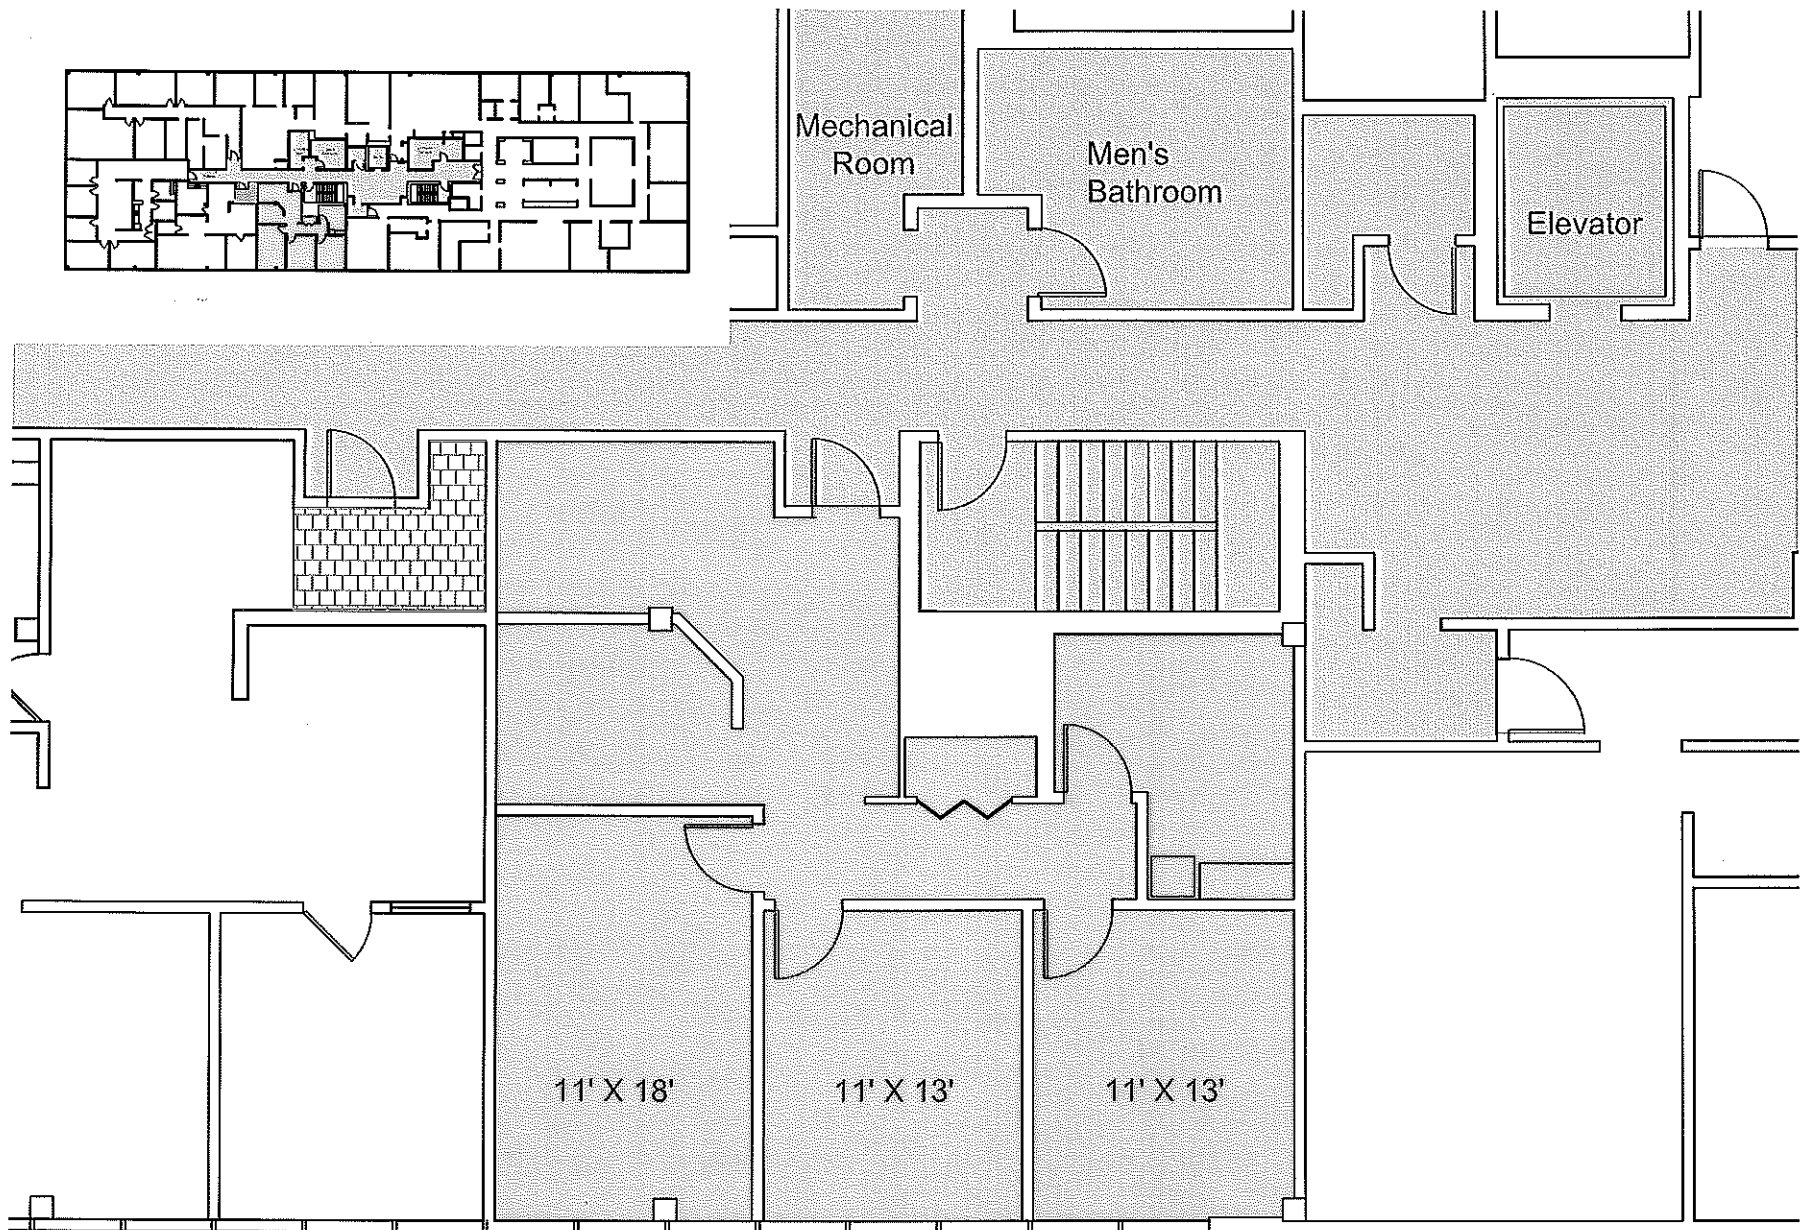 Mechanical
Room
Men's
Bathroom
Elevator
11' X 18'
11' X 13'
11' X 13'